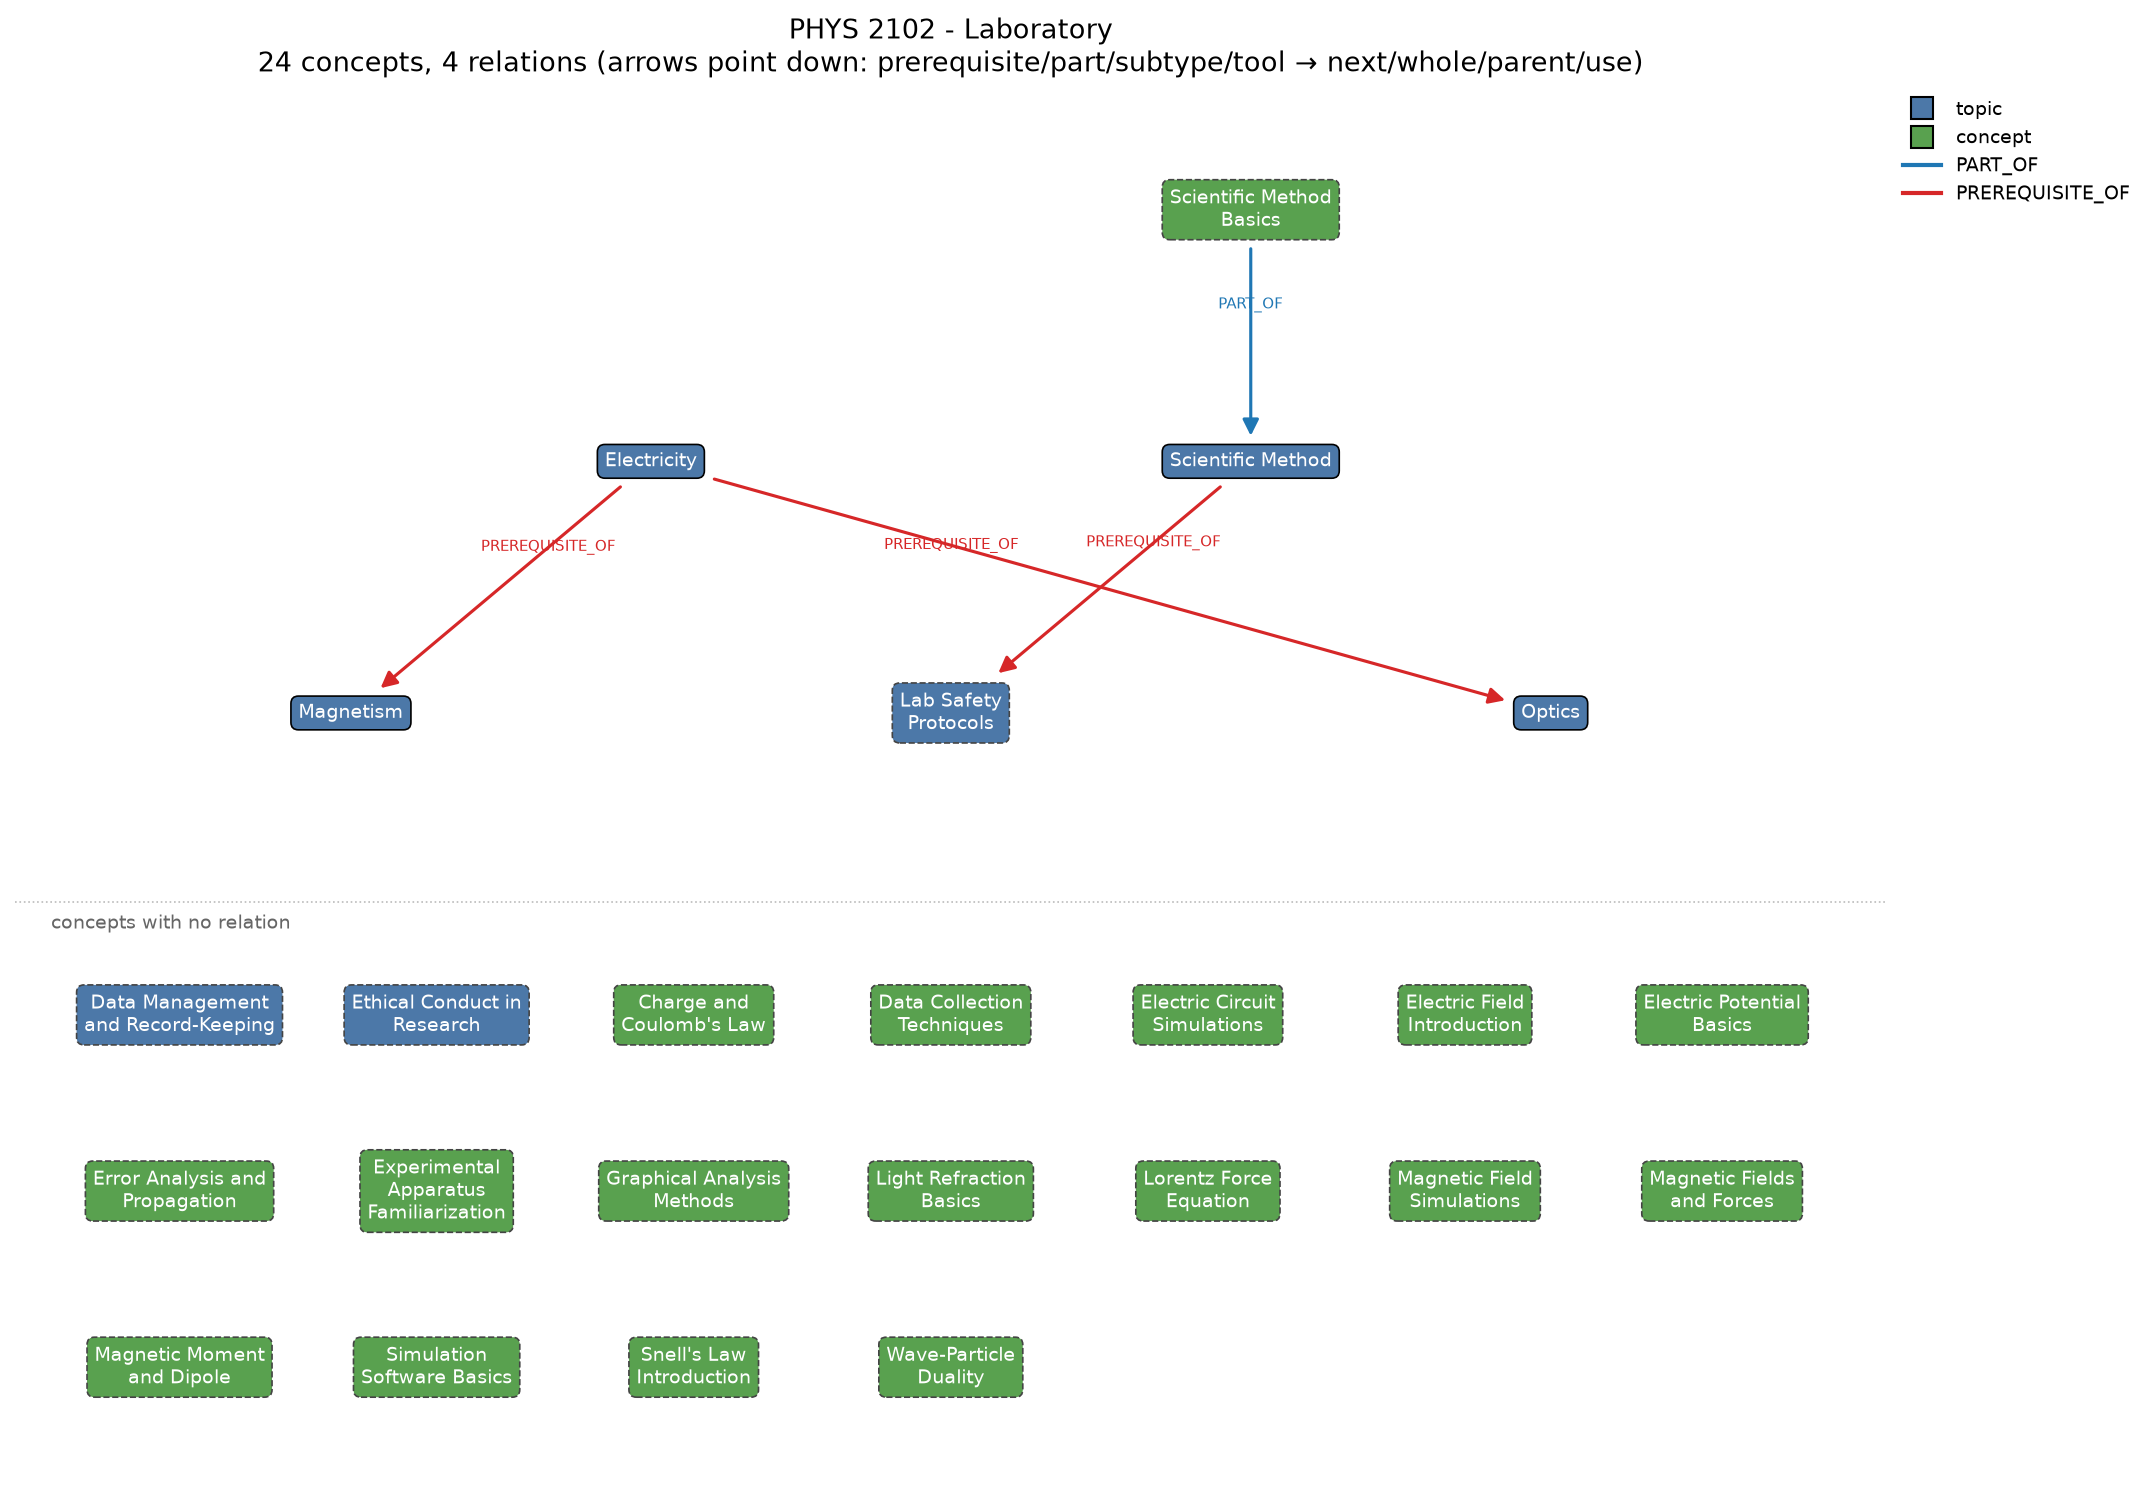 PHYS 2102 - Laboratory
24 concepts, 4 relations (arrows point down: prerequisite/part/subtype/tool → next/whole/parent/use)
topic
concept
PART_OF
PREREQUISITE_OF
Scientific Method
Basics
PART_OF
Electricity
Scientific Method
PREREQUISITE_OF
PREREQUISITE_OF
PREREQUISITE_OF
Magnetism
Lab Safety
Protocols
Optics
concepts with no relation
Data Management
and Record-Keeping
Ethical Conduct in
Research
Charge and
Coulomb's Law
Data Collection
Techniques
Electric Circuit
Simulations
Electric Field
Introduction
Electric Potential
Basics
Error Analysis and
Propagation
Experimental
Apparatus
Familiarization
Graphical Analysis
Methods
Light Refraction
Basics
Lorentz Force
Equation
Magnetic Field
Simulations
Magnetic Fields
and Forces
Magnetic Moment
and Dipole
Simulation
Software Basics
Snell's Law
Introduction
Wave-Particle
Duality